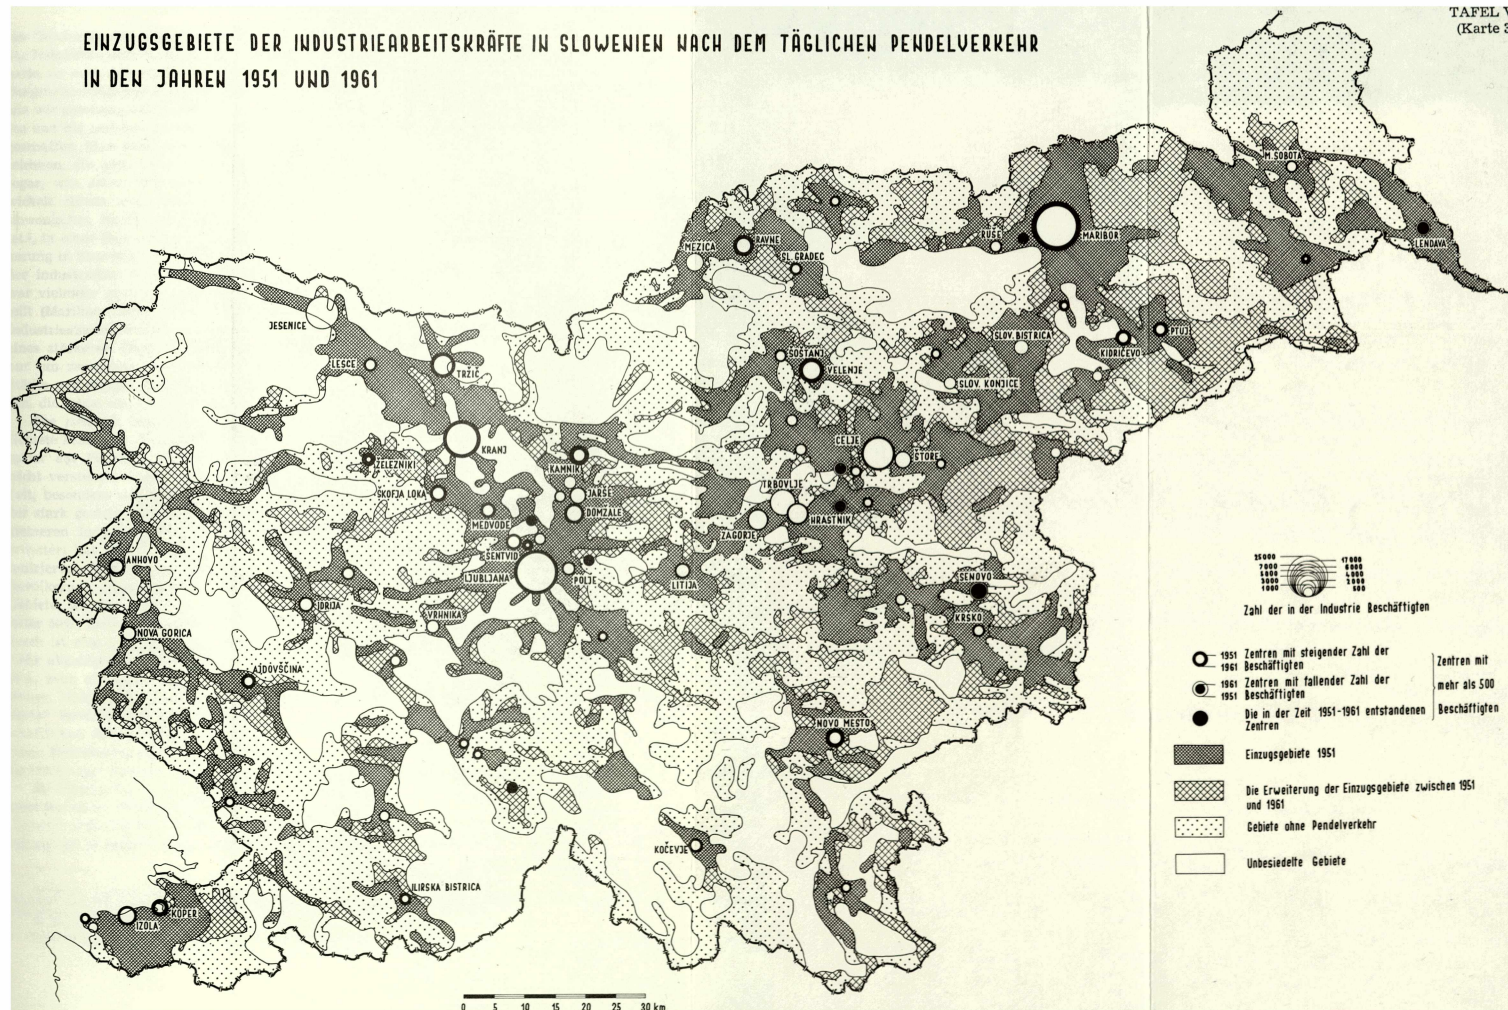 TAFEL V
(Karte 3
EINZUGSGEBIETE DER INDUSTRIEARBEITSKRÄFTE IN SLOWENIEN NACH DEM TÄGLICHEN PENDELVERKEHR
IN DEN JAHREN 1951 UND 1961
M. SOBOTA
LENDAVA
MARIBOR
RUŠE
RAVNE
MEŽICA
SL. GRADEC
JESENICE
LESCE
TRŽIČ
ŠOŠTANJ
VELENJE
SLOV. BISTRICA
KIDRIČEVO
PTUJ
SLOV. KONJICE
KRANJ
ŽELEZNIKI
ŠKOFJA LOKA
KAMNIK
JARŠE
DOMŽALE
MEDVODE
CELJE
ŠTORE
TRBOVLJE
HRASTNIK
ZAGORJE
ŠENTVID
LJUBLJANA
POLJE
LITIJA
ANHOVO
IDRIJA
VRHNIKA
SENOVO
KRŠKO
NOVA GORICA
AJDOVŠČINA
NOVO MESTO
KOČEVJE
ILIRSKA BISTRICA
KOPER
IZOLA
0 5 10 15 20 25 30 km
25000 17000
Zahl der in der Industrie Beschäftigten
1951 Zentren mit steigender Zahl der
1961 Beschäftigten
1961 Zentren mit fallender Zahl der
1951 Beschäftigten
Die in der Zeit 1951-1961 entstandenen
Zentren
Zentren mit
mehr als 500
Beschäftigten
Einzugsgebiete 1951
Die Erweiterung der Einzugsgebiete zwischen 1951
und 1961
Gebiete ohne Pendelverkehr
Unbesiedelte Gebiete